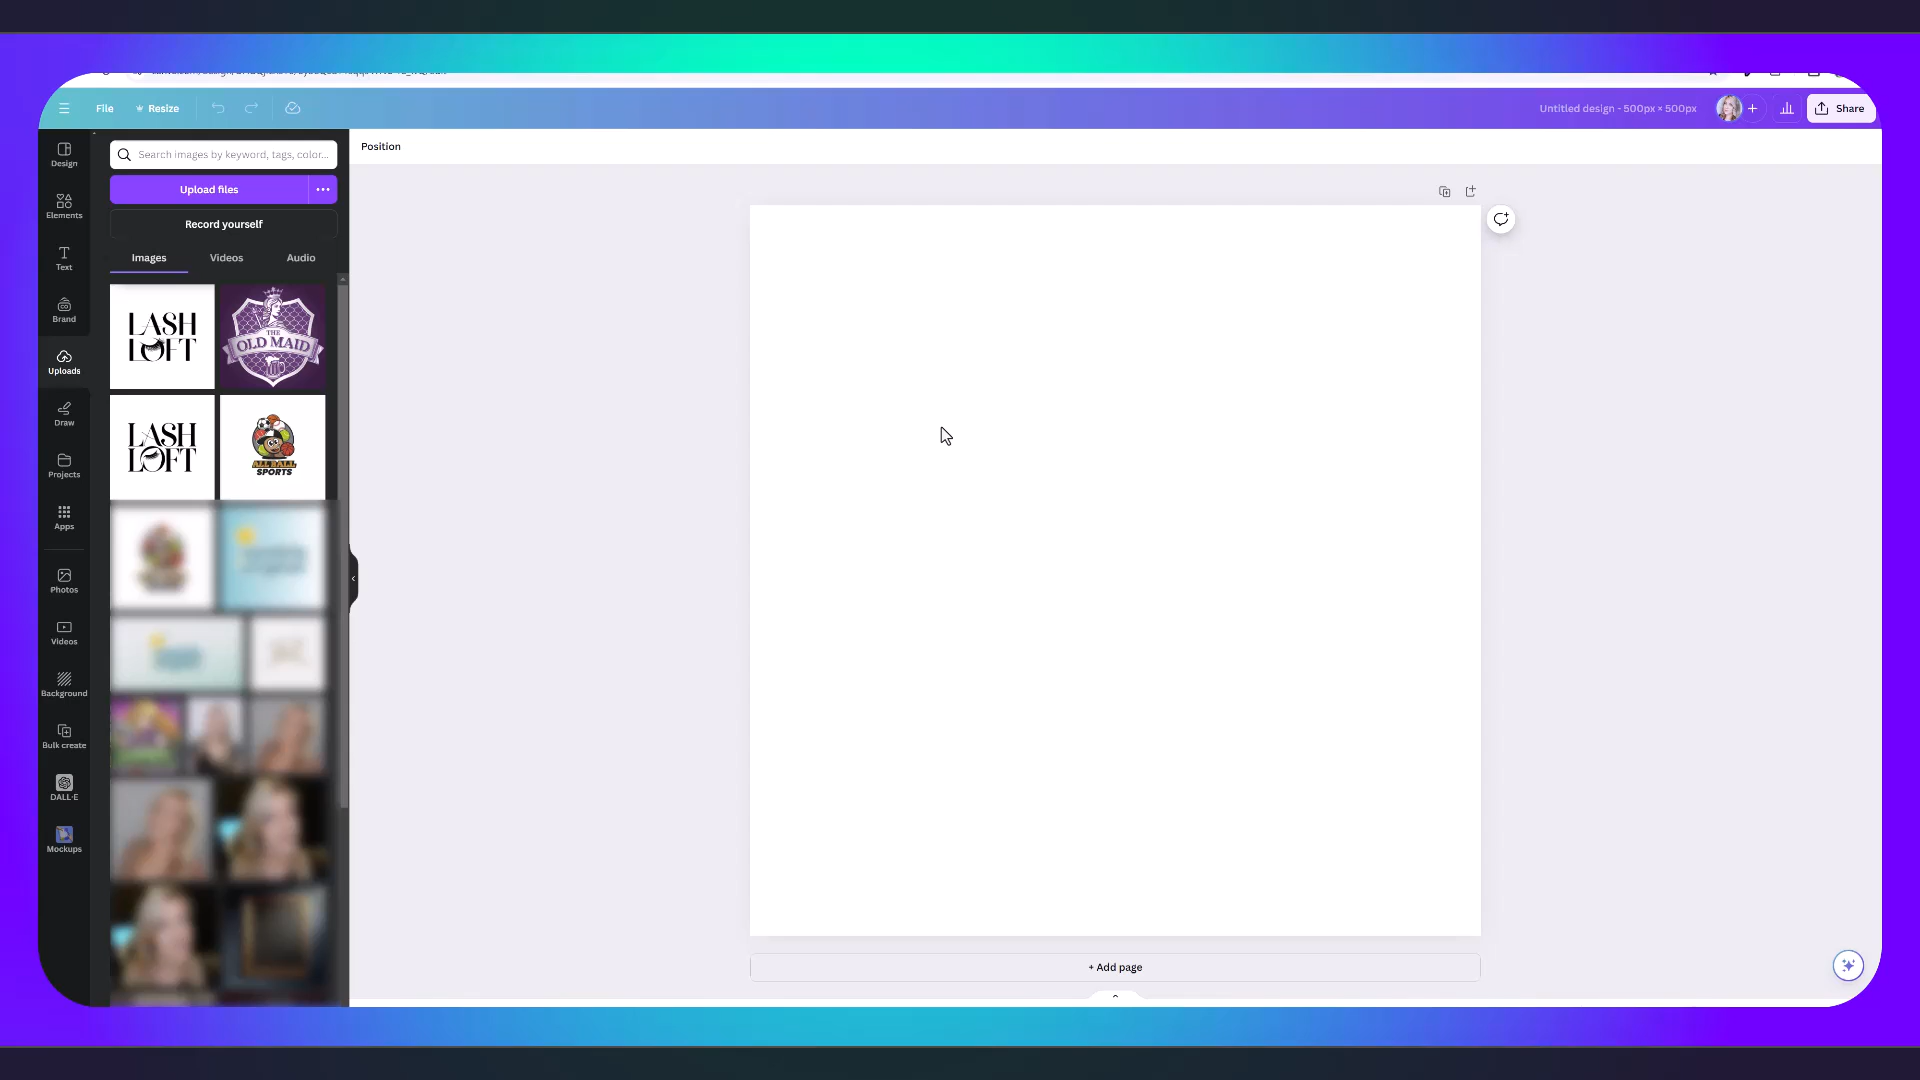 File
Resize
Untitled design - 500px × 500px
Share
Design
Elements
Text
Brand
Uploads
Draw
Projects
Apps
Photos
Videos
Background
Bulk create
DALL·E
Mockups
Search images by keyword, tags, color...
Upload files
Record yourself
Images
Videos
Audio
LASH
LOFT
THE
OLD MAID
LASH
LOFT
ALL BALL
SPORTS
Position
+ Add page